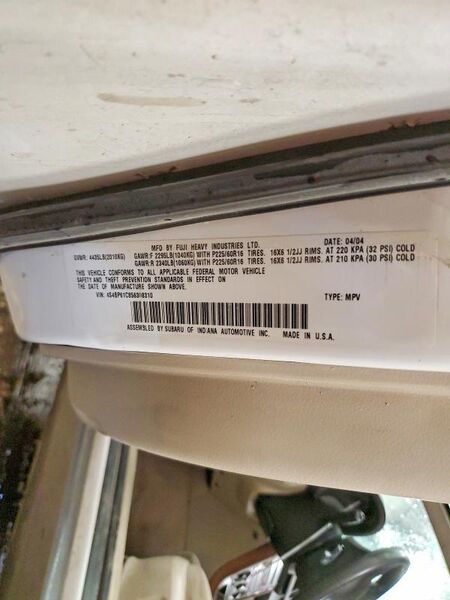 MFD BY FUJI HEAVY INDUSTRIES LTD. DATE: 04/04
GVWR: 4435LB(2010KG) GAWR:F 2295LB(1040KG) WITH P225/60R16 TIRES. 16X6 1/2JJ RIMS. AT 220 KPA (32 PSI) COLD
GAWR:R 2340LB(1060KG) WITH P225/60R16 TIRES. 16X6 1/2JJ RIMS. AT 210 KPA (30 PSI) COLD
THIS VEHICLE CONFORMS TO ALL APPLICABLE FEDERAL MOTOR VEHICLE
SAFETY AND THEFT PREVENTION STANDARDS IN EFFECT ON
THE DATE OF MANUFACTURE SHOWN ABOVE.
VIN: TYPE: MPV
ASSEMBLED BY SUBARU OF INDIANA AUTOMOTIVE INC. MADE IN U.S.A.